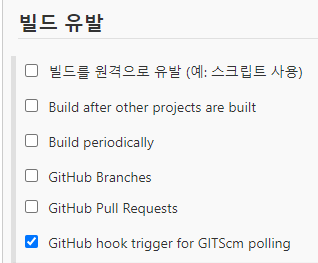 빌드 유발
빌드를 원격으로 유발 (예: 스크립트 사용)
Build after other projects are built
Build periodically
GitHub Branches
GitHub Pull Requests
GitHub hook trigger for GITScm polling